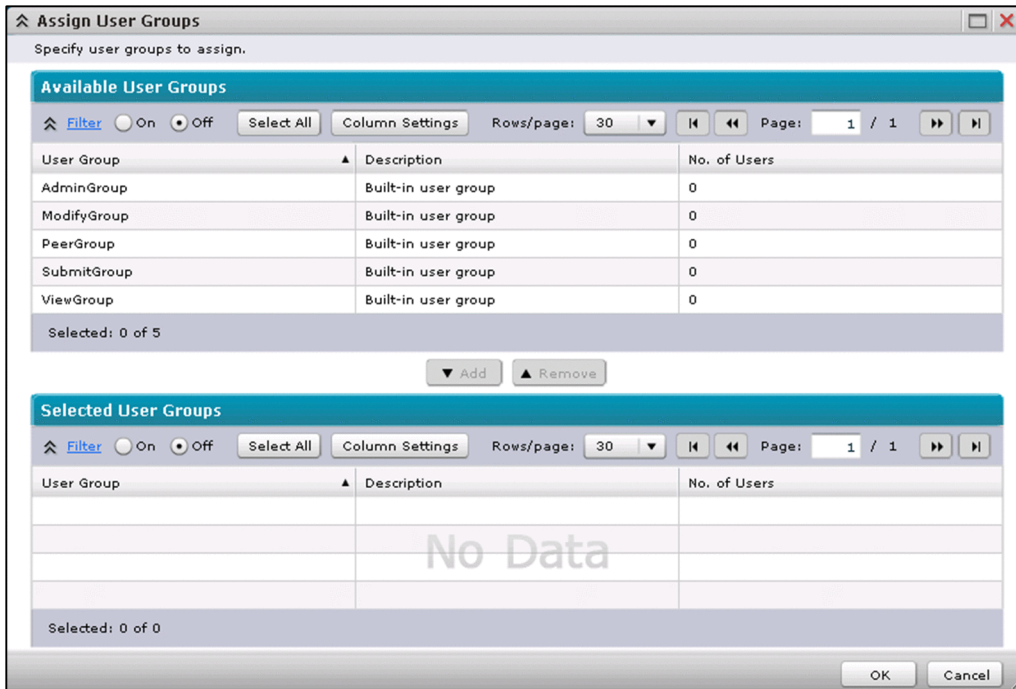 Assign User Groups
Specify user groups to assign.
Available User Groups
Filter On Off Select All Column Settings Rows/page: 30 Page: 1 / 1
User Group Description No. of Users
AdminGroup Built-in user group 0
ModifyGroup Built-in user group 0
PeerGroup Built-in user group 0
SubmitGroup Built-in user group 0
ViewGroup Built-in user group 0
Selected: 0 of 5
Add Remove
Selected User Groups
Filter On Off Select All Column Settings Rows/page: 30 Page: 1 / 1
User Group Description No. of Users
No Data
Selected: 0 of 0
OK Cancel